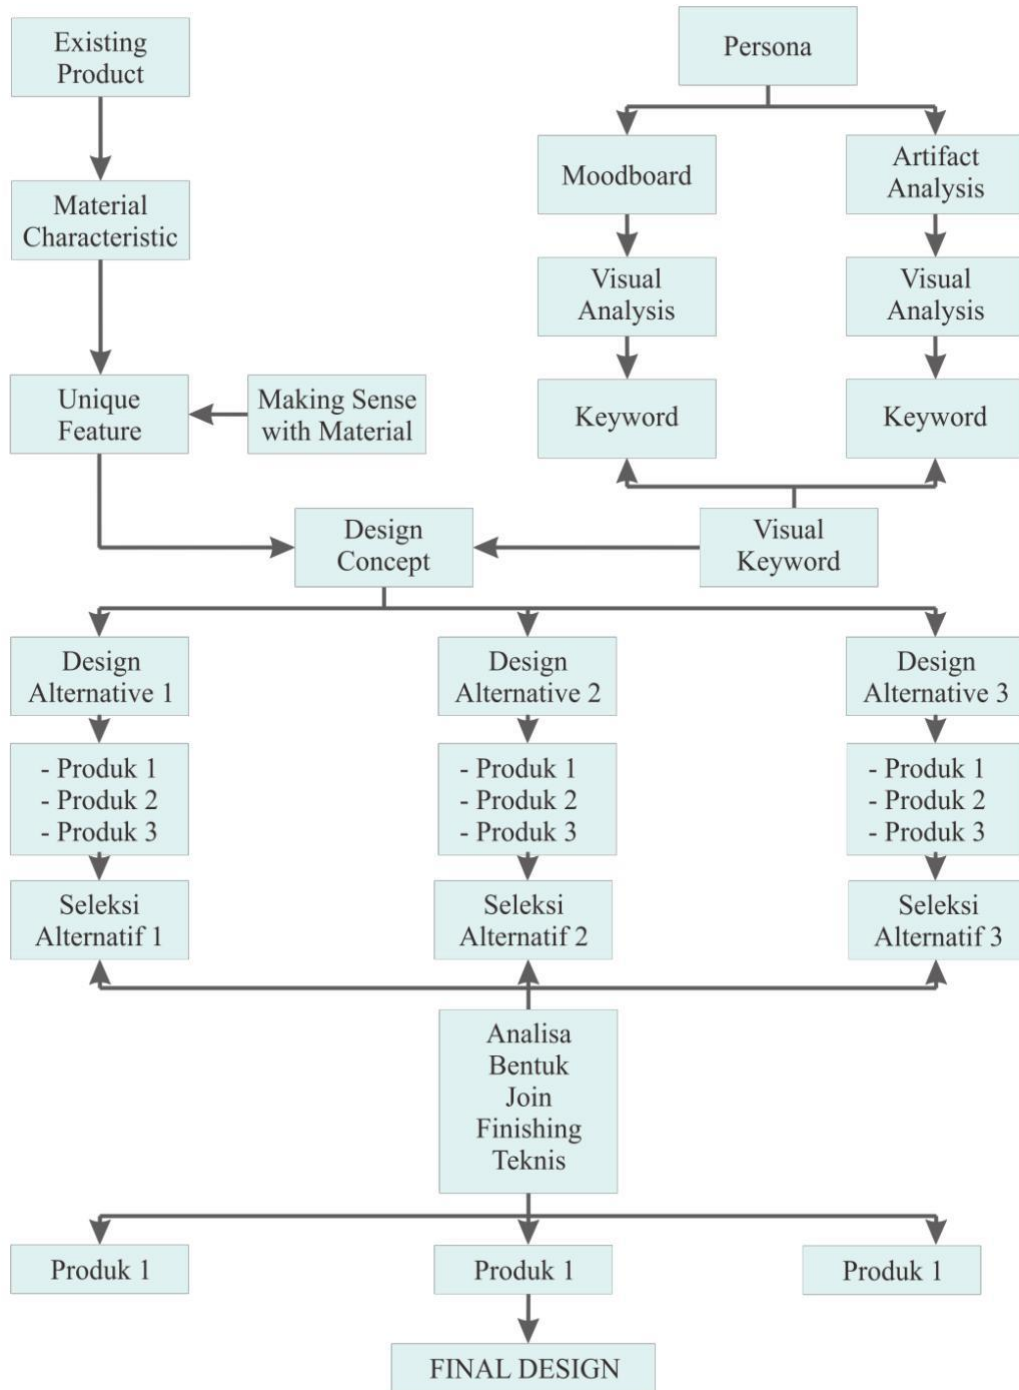 Existing
Product
Persona
Moodboard
Artifact
Analysis
Material
Characteristic
Visual
Analysis
Visual
Analysis
Unique
Feature
Making Sense
with Material
Keyword
Keyword
Design
Concept
Visual
Keyword
Design
Alternative 1
Design
Alternative 2
Design
Alternative 3
- Produk 1
- Produk 2
- Produk 3
- Produk 1
- Produk 2
- Produk 3
- Produk 1
- Produk 2
- Produk 3
Seleksi
Alternatif 1
Seleksi
Alternatif 2
Seleksi
Alternatif 3
Analisa
Bentuk
Join
Finishing
Teknis
Produk 1
Produk 1
Produk 1
FINAL DESIGN